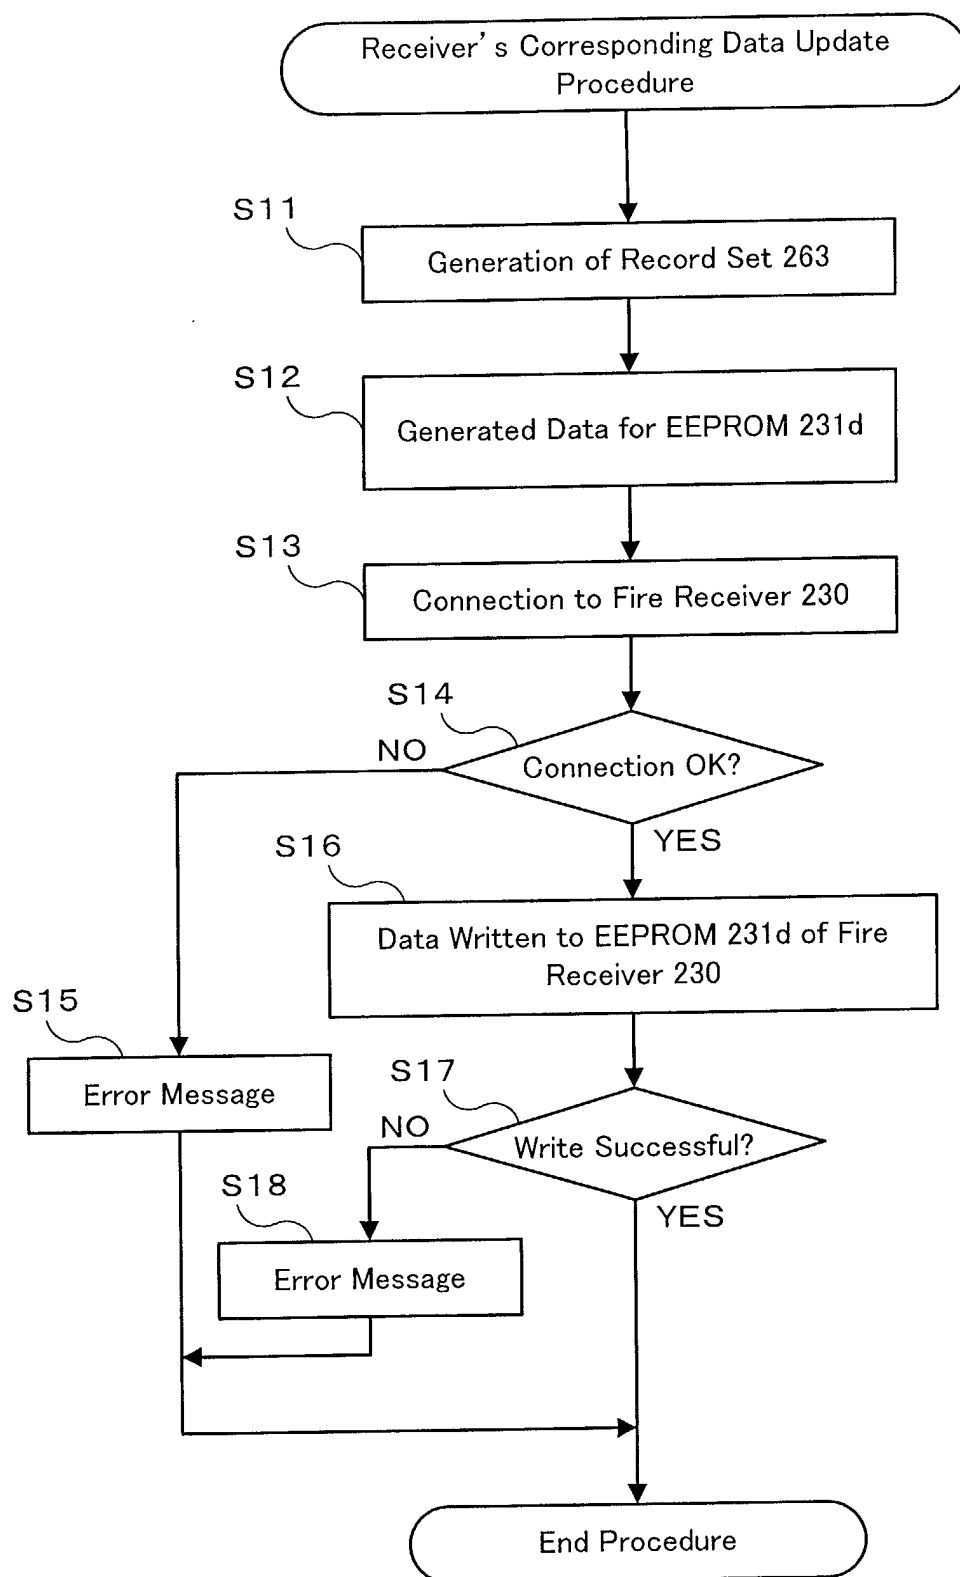 Receiver's Corresponding Data Update
Procedure
S11
Generation of Record Set 263
S12
Generated Data for EEPROM 231d
S13
Connection to Fire Receiver 230
S14
NO
Connection OK?
YES
S16
Data Written to EEPROM 231d of Fire
Receiver 230
S15
Error Message
S17
NO
Write Successful?
YES
S18
Error Message
End Procedure